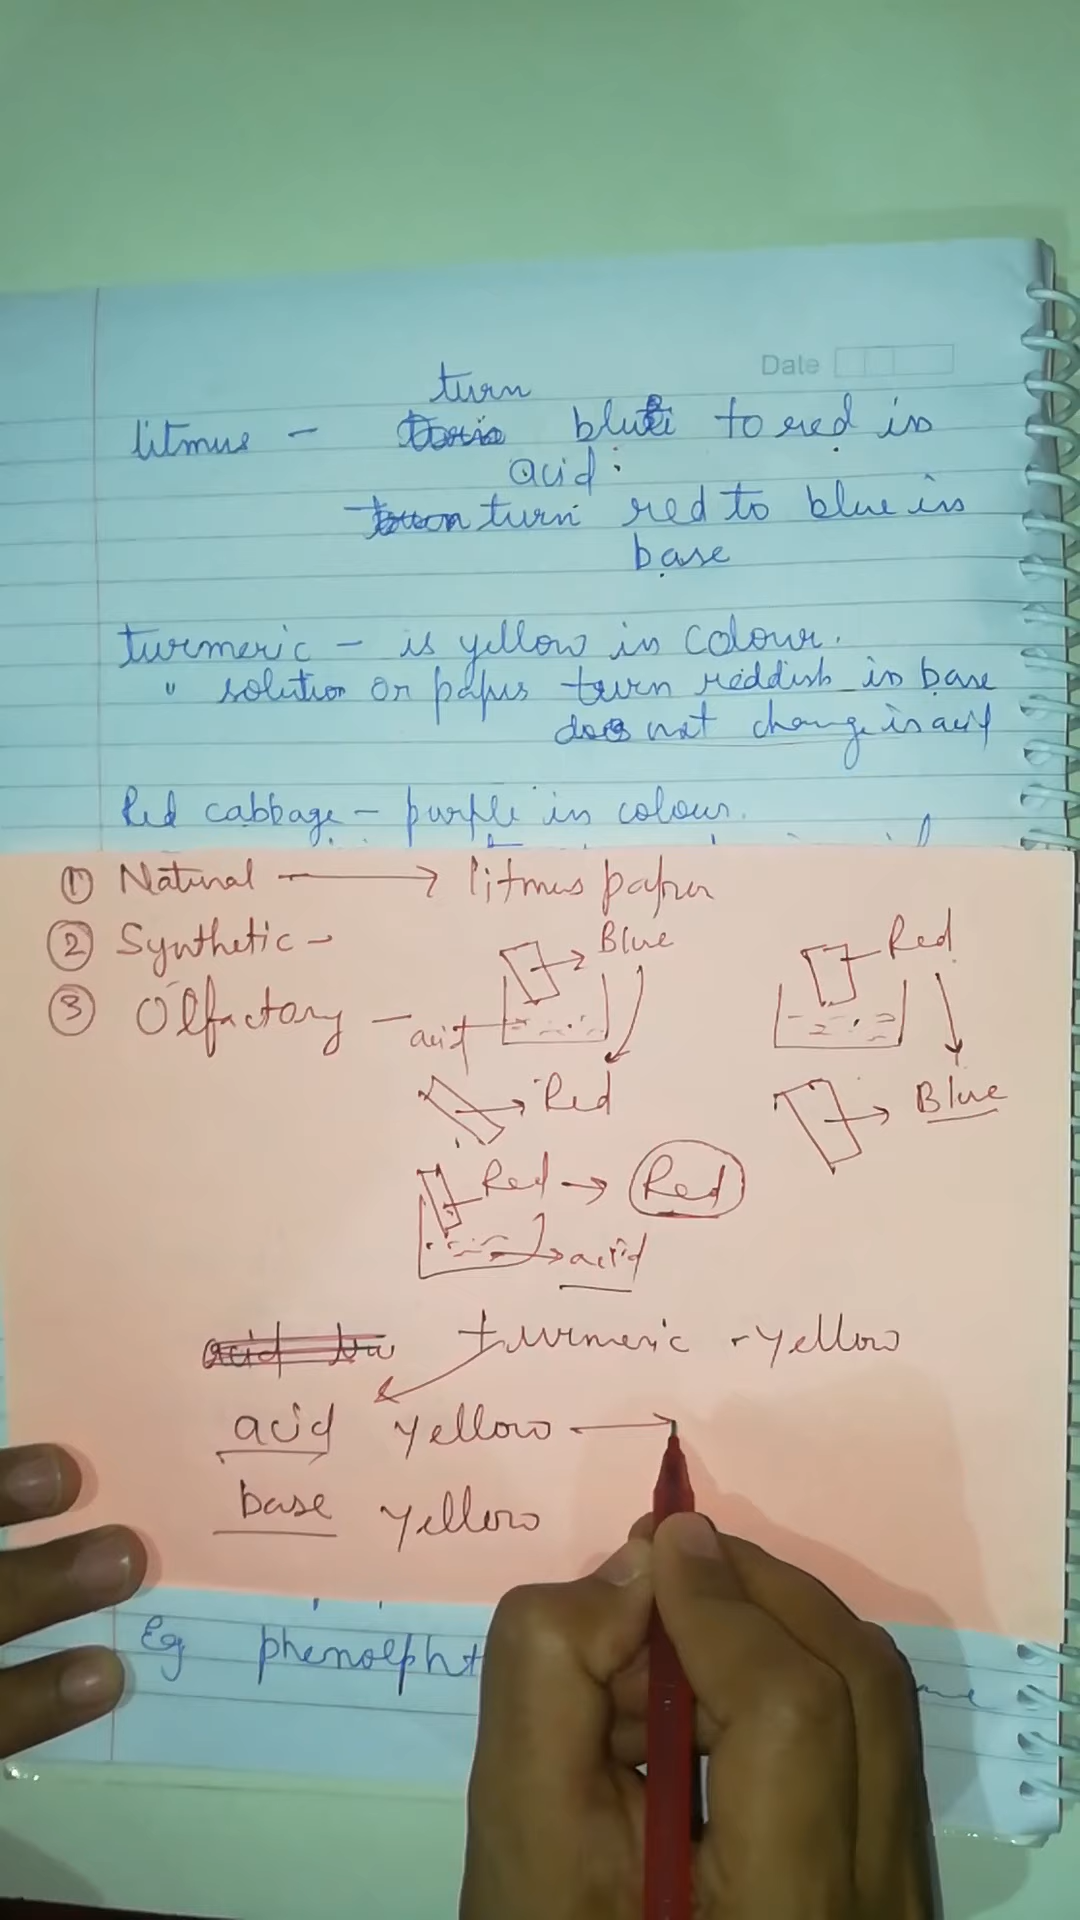 Date
turn
litmus - blue to red in
acid.
turn red to blue in
base
turmeric - is yellow in colour.
" solution or papers turn reddish in base
does not change in acid
Red cabbage - purple in colour.
① Natural → litmus paper
② Synthetic -
→ Blue
Red
③ Olfactory - acid
→ Red
→ Blue
Red → Red
→ acid
turmeric - yellow
acid yellow →
base yellow
Eg phenolpht